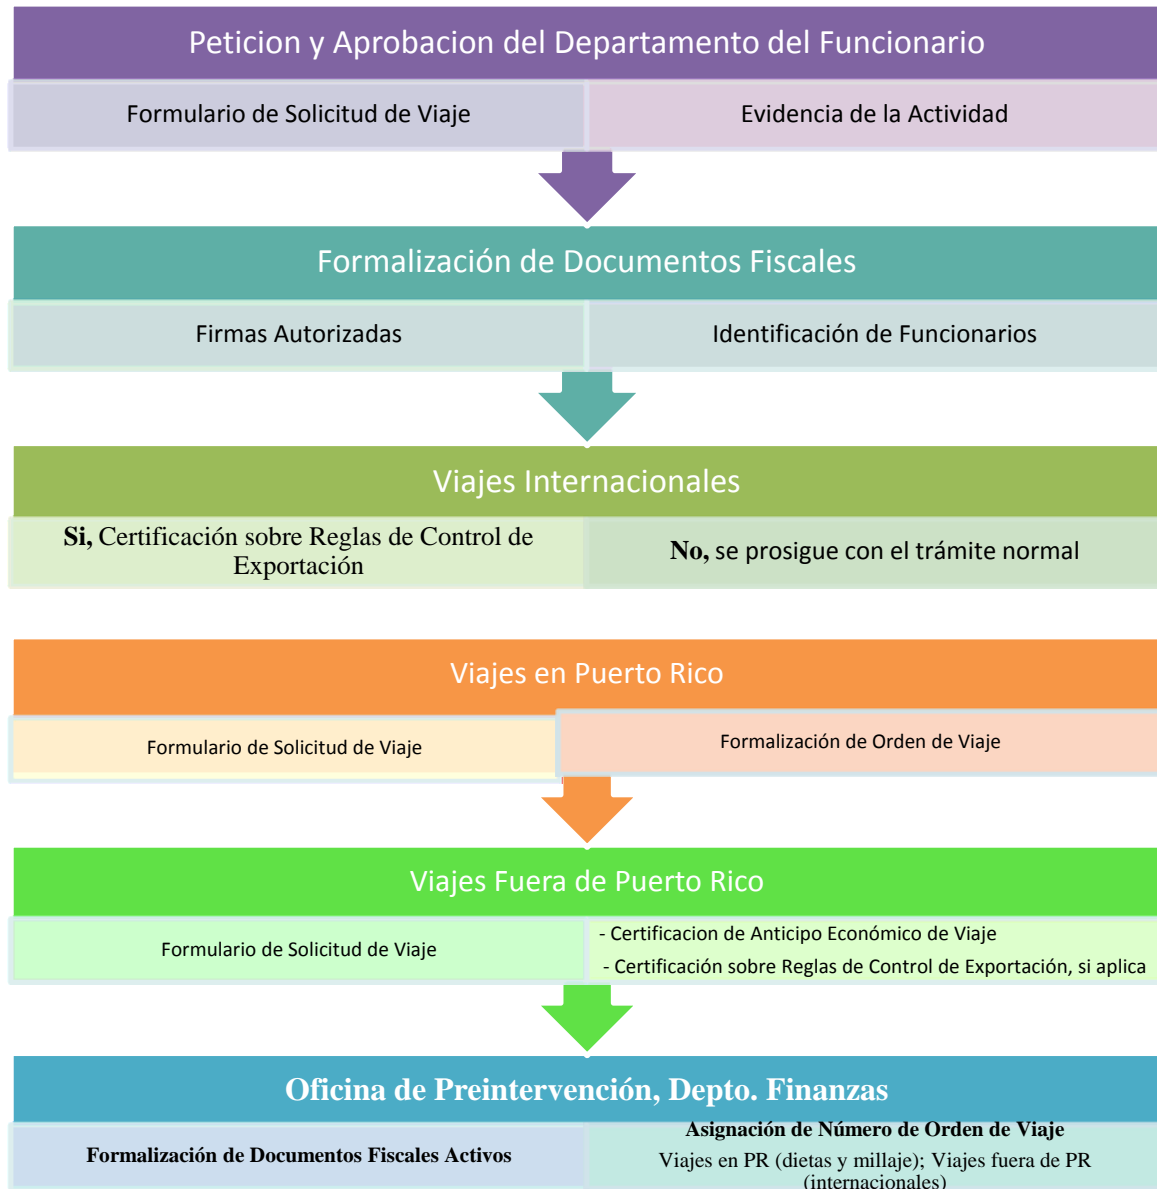 Peticion y Aprobacion del Departamento del Funcionario
Formulario de Solicitud de Viaje
Evidencia de la Actividad
Formalización de Documentos Fiscales
Firmas Autorizadas
Identificación de Funcionarios
Viajes Internacionales
Si, Certificación sobre Reglas de Control de
Exportación
No, se prosigue con el trámite normal
Viajes en Puerto Rico
Formulario de Solicitud de Viaje
Formalización de Orden de Viaje
Viajes Fuera de Puerto Rico
Formulario de Solicitud de Viaje
- Certificacion de Anticipo Económico de Viaje
- Certificación sobre Reglas de Control de Exportación, si aplica
Oficina de Preintervención, Depto. Finanzas
Formalización de Documentos Fiscales Activos
Asignación de Número de Orden de Viaje
Viajes en PR (dietas y millaje); Viajes fuera de PR
(internacionales)